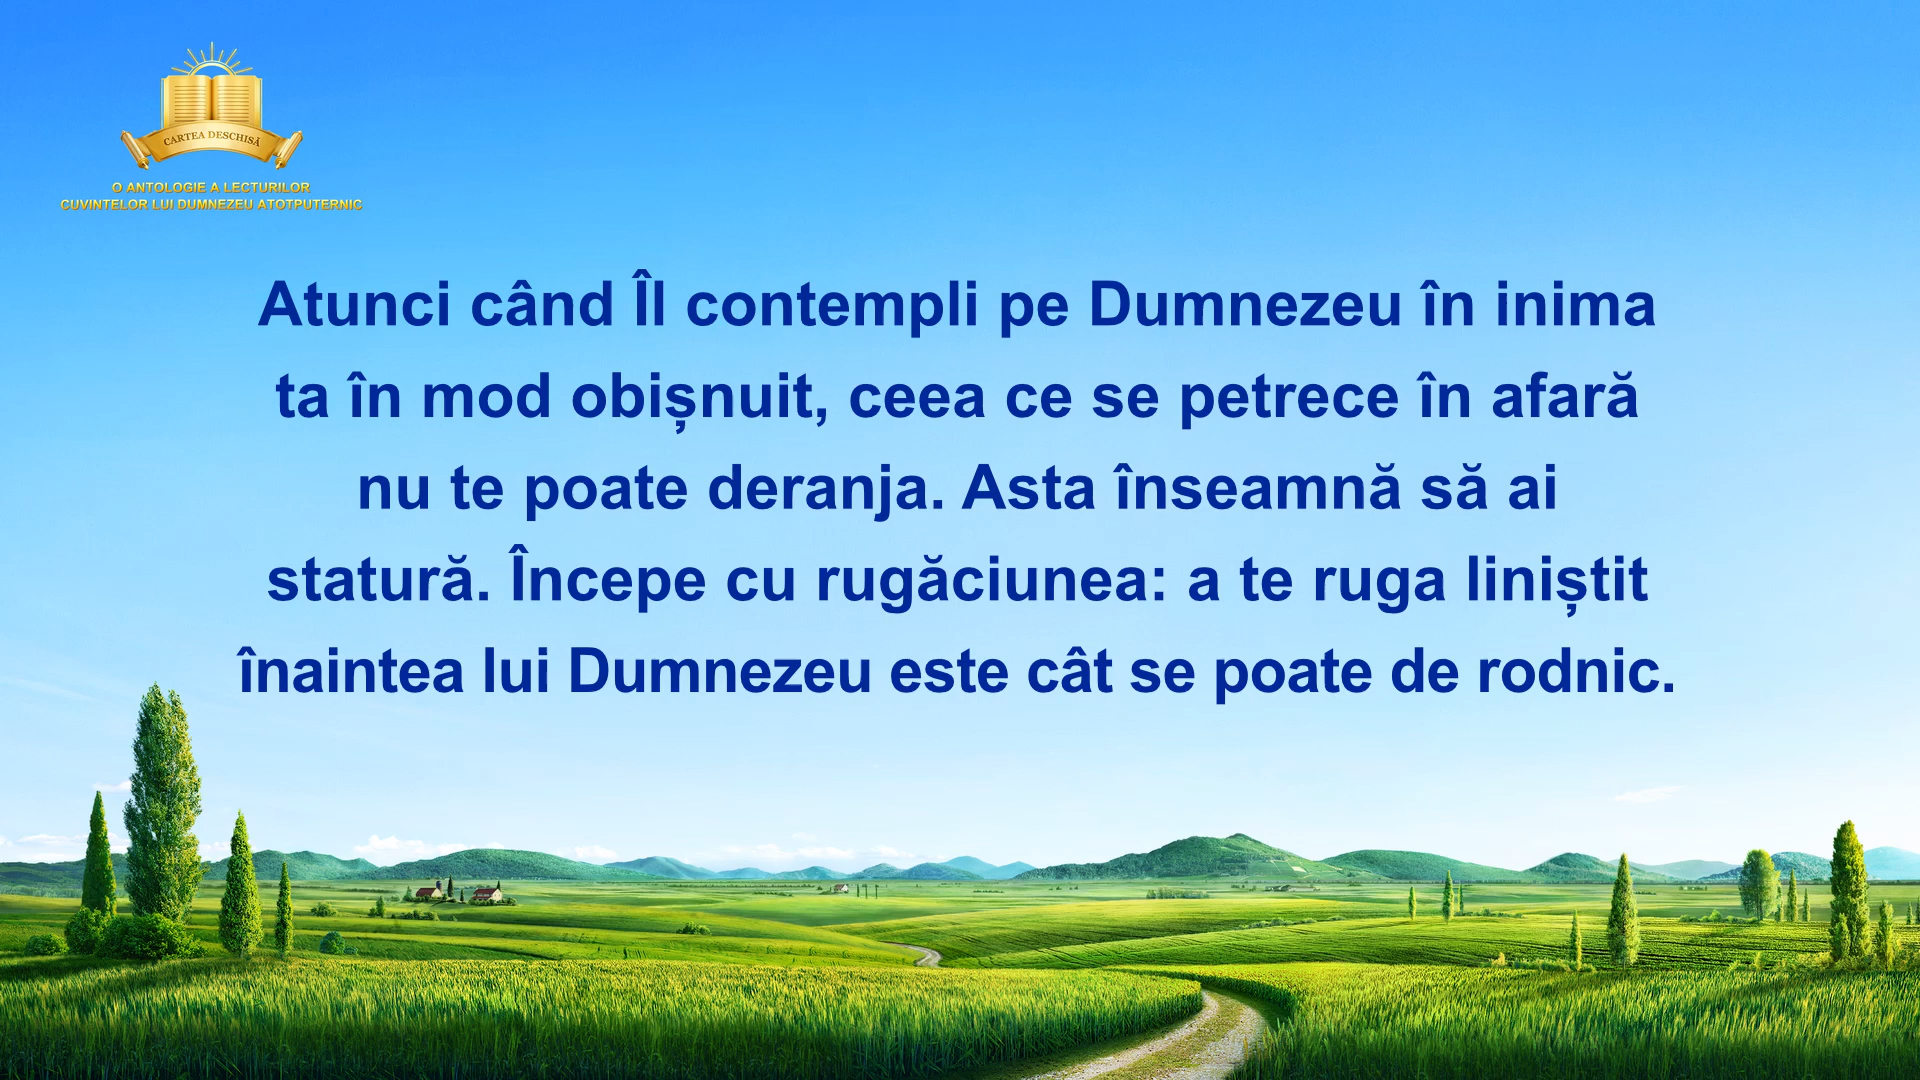 CARTEA DESCHISĂ
O ANTOLOGIE A LECTURILOR
CUVINTELOR LUI DUMNEZEU ATOTPUTERNIC
Atunci când Îl contempli pe Dumnezeu în inima
ta în mod obișnuit, ceea ce se petrece în afară
nu te poate deranja. Asta înseamnă să ai
statură. Începe cu rugăciunea: a te ruga liniștit
înaintea lui Dumnezeu este cât se poate de rodnic.